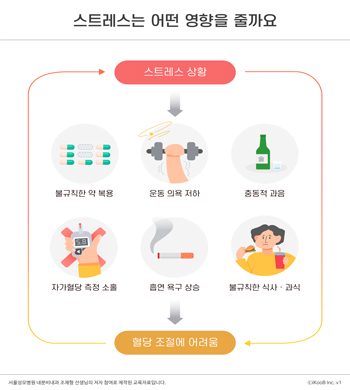 스트레스는 어떤 영향을 줄까요
스트레스 상황
불규칙한 약 복용
운동 의욕 저하
충동적 과음
술
자가혈당 측정 소홀
흡연 욕구 상승
불규칙한 식사 · 과식
혈당 조절에 어려움
서울성모병원 내분비내과 조재형 선생님의 저자 참여로 제작된 교육자료입니다.
ⓒiKooB Inc. v1